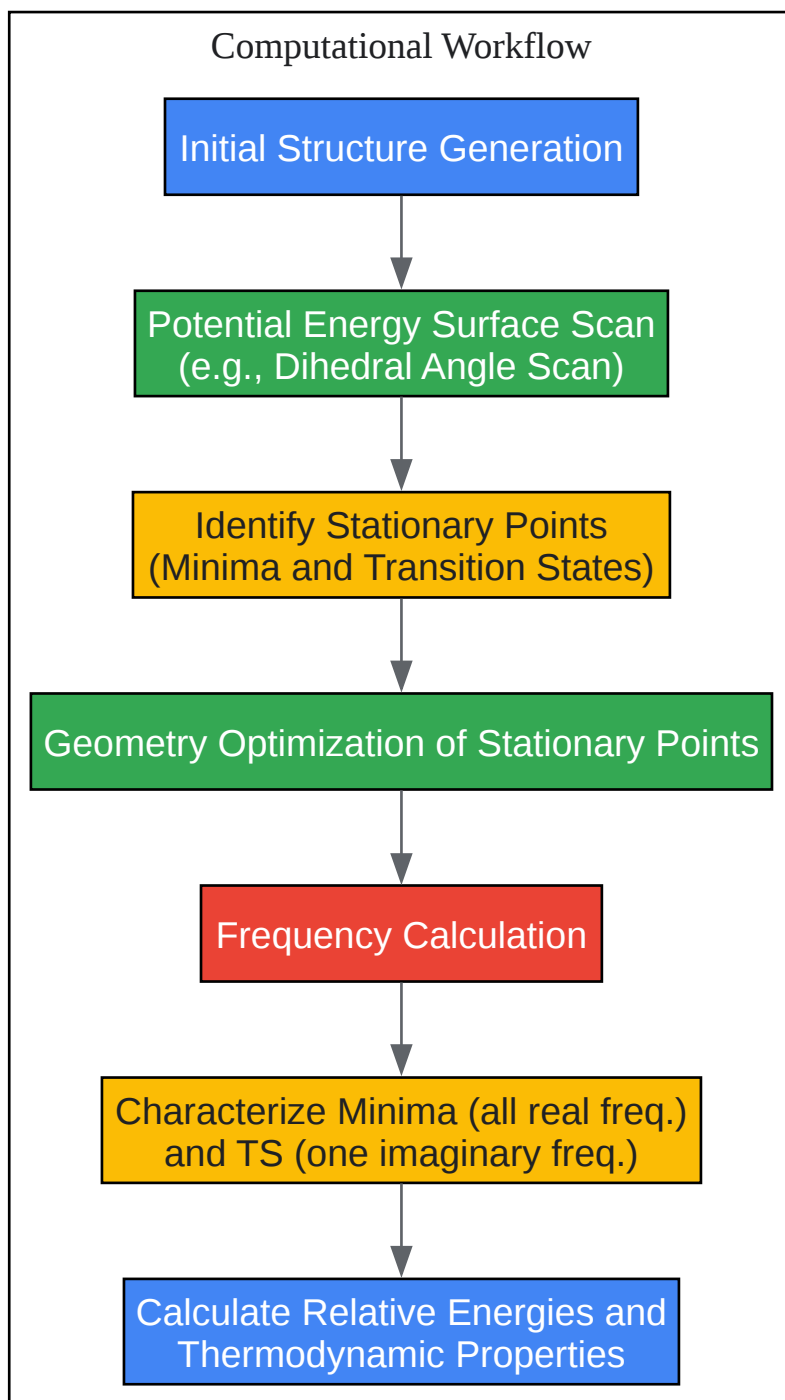 Computational Workflow
Initial Structure Generation
Potential Energy Surface Scan
(e.g., Dihedral Angle Scan)
Identify Stationary Points
(Minima and Transition States)
Geometry Optimization of Stationary Points
Frequency Calculation
Characterize Minima (all real freq.)
and TS (one imaginary freq.)
Calculate Relative Energies and
Thermodynamic Properties